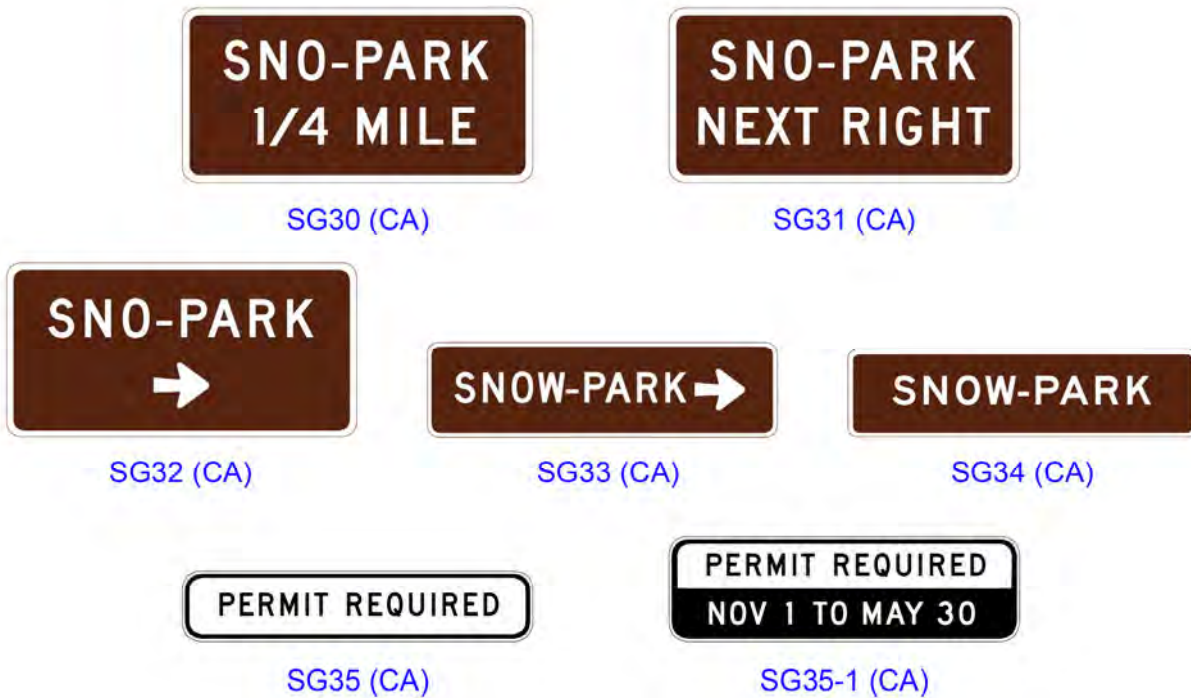 SNO-PARK
1/4 MILE
SG30 (CA)
SNO-PARK
NEXT RIGHT
SG31 (CA)
SNO-PARK
SG32 (CA)
SNOW-PARK
SG33 (CA)
SNOW-PARK
SG34 (CA)
PERMIT REQUIRED
SG35 (CA)
PERMIT REQUIRED
NOV 1 TO MAY 30
SG35-1 (CA)